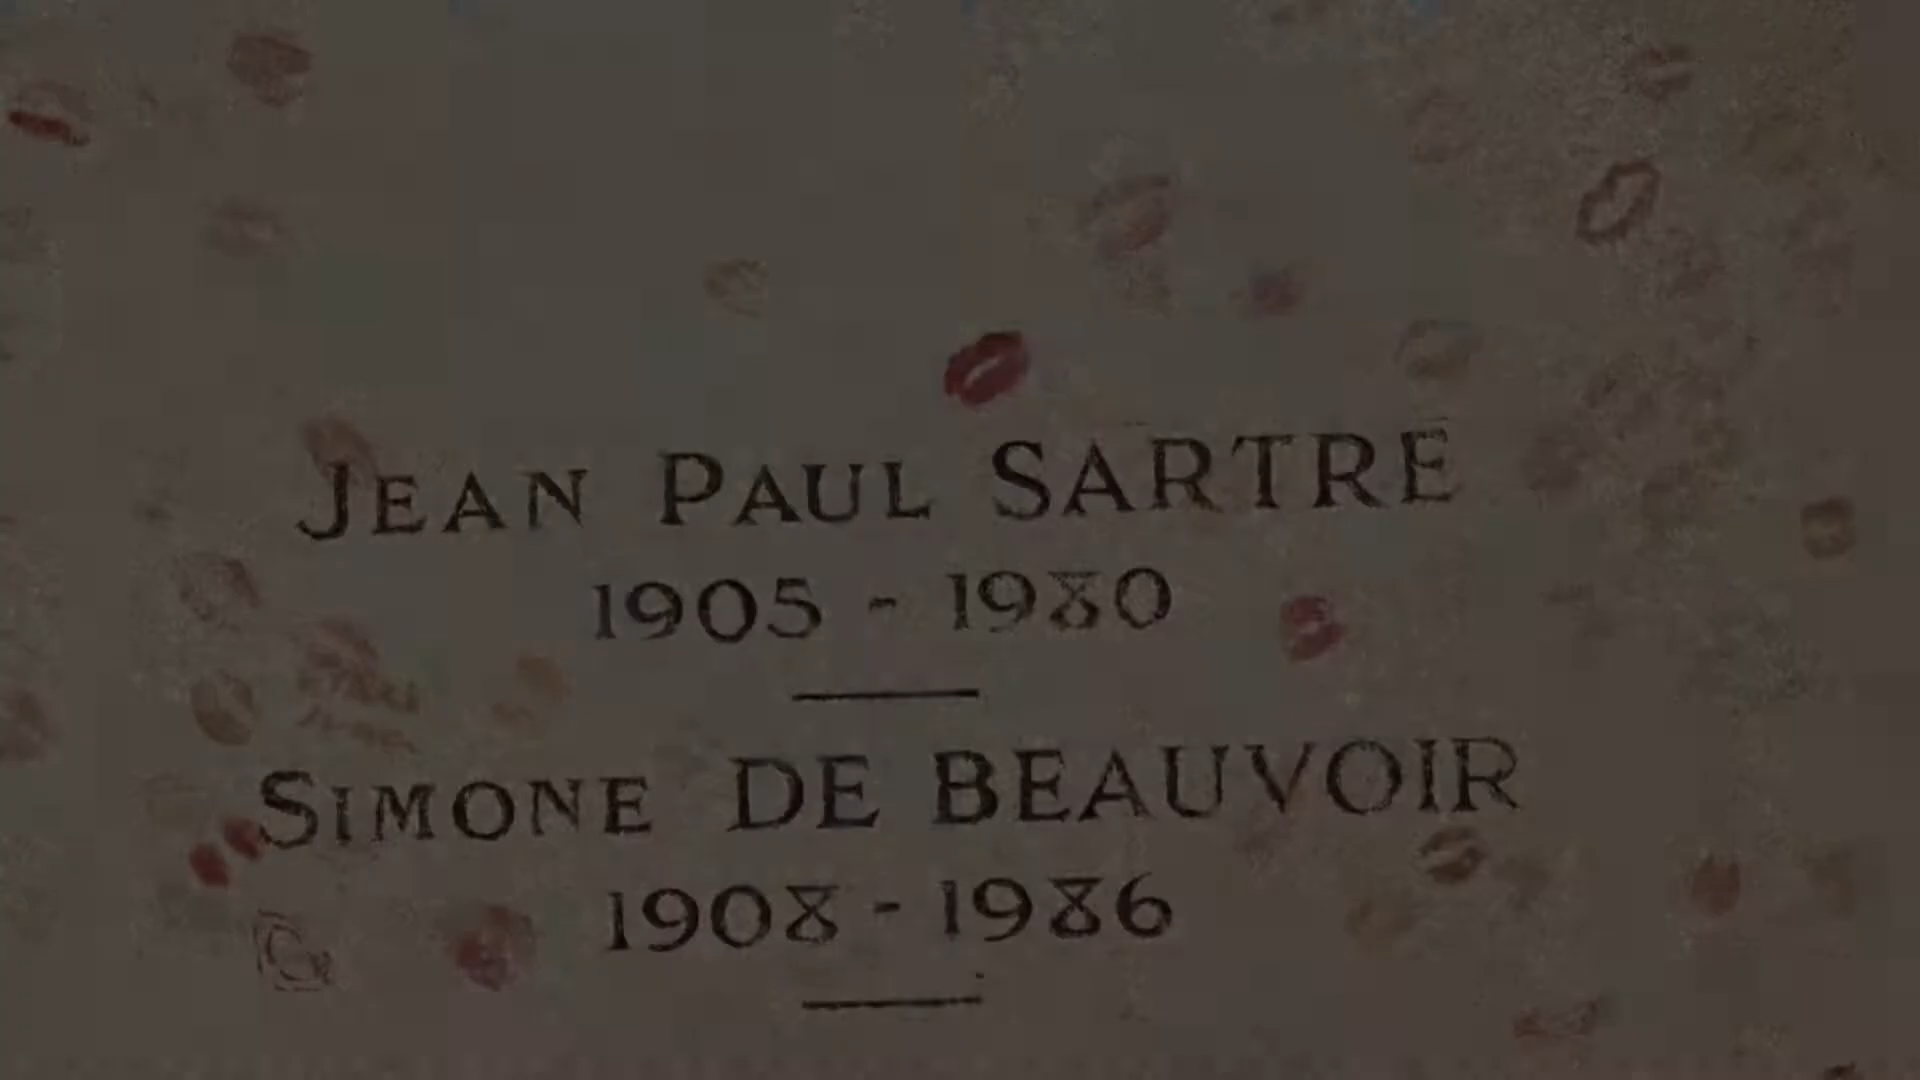 JEAN PAUL SARTRE
1905 - 1980
SIMONE DE BEAUVOIR
1908 - 1986